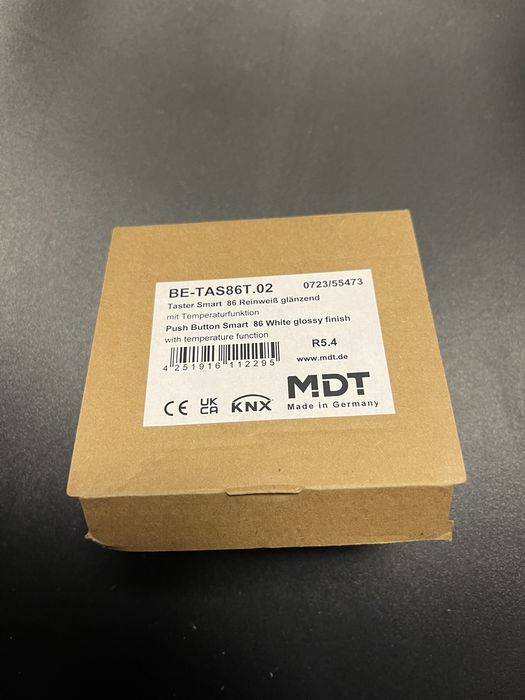 BE-TAS86T.02 0723/55473
Taster Smart 86 Reinweiß glänzend
mit Temperaturfunktion
Push Button Smart 86 White glossy finish
with temperature function
R5.4
www.mdt.de
4 251916 112295
MDT
Made in Germany
CE UK CA KNX